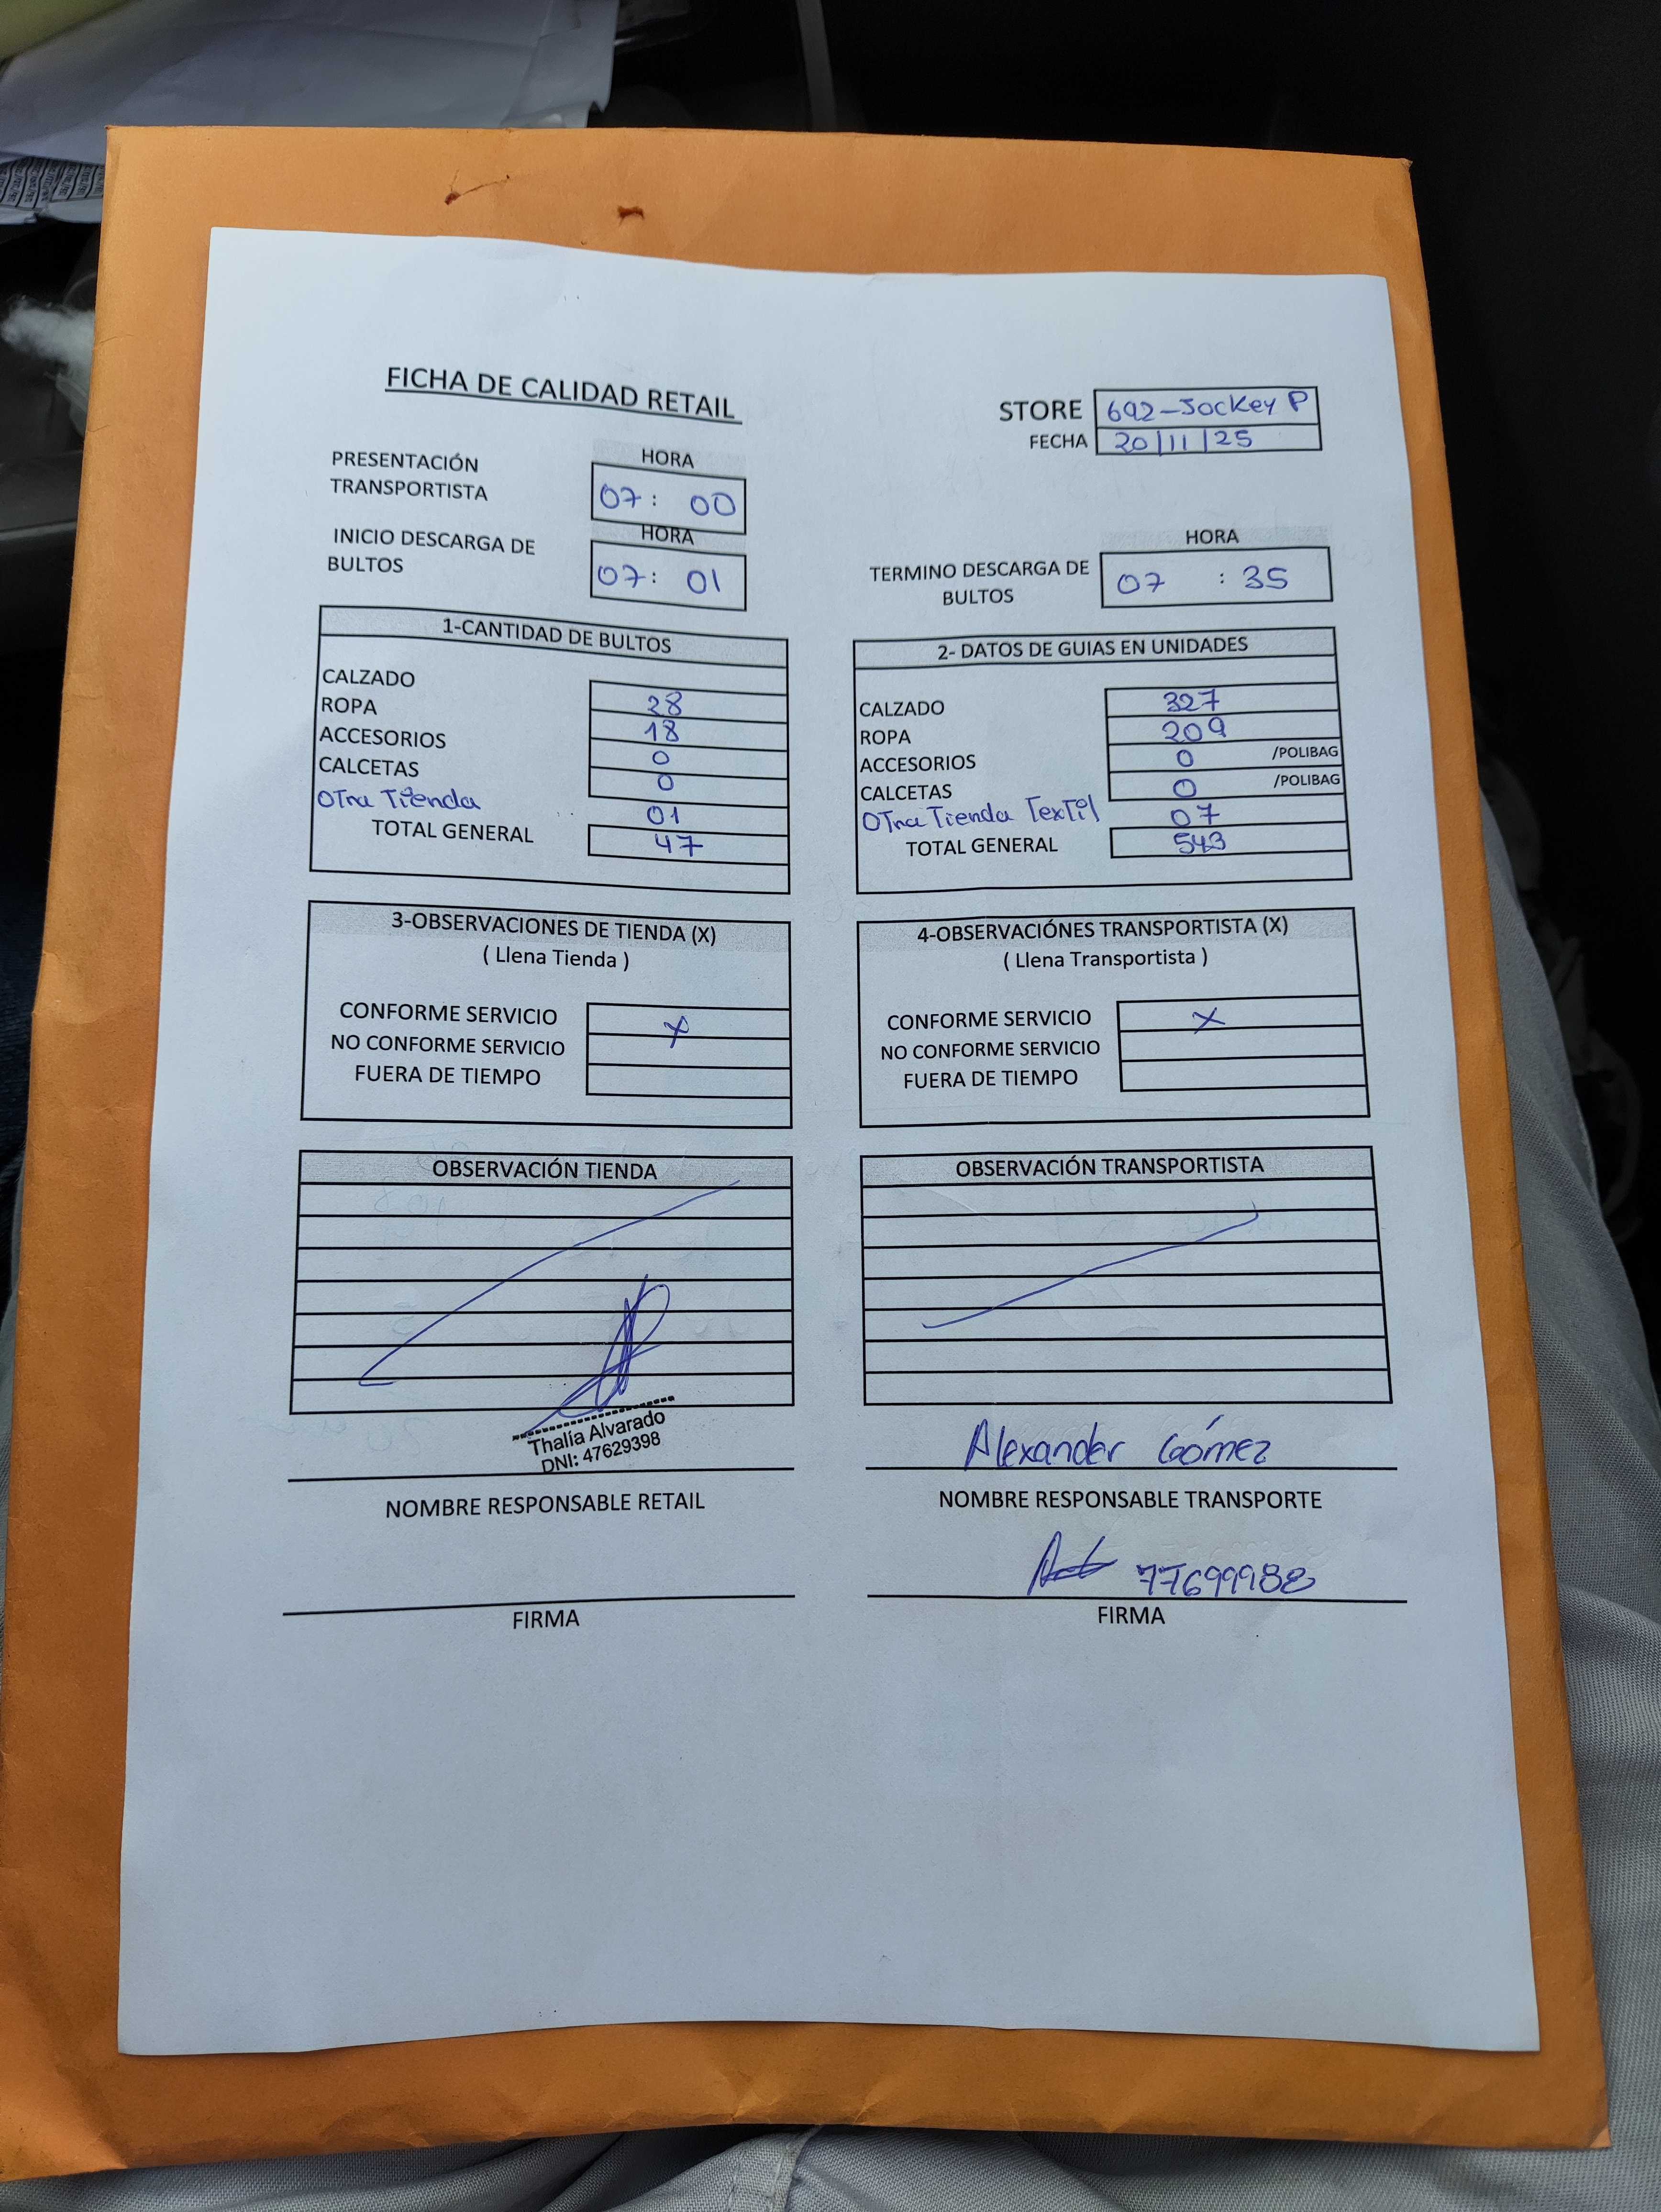 FICHA DE CALIDAD RETAIL
STORE 692-Jockey P
FECHA 20/11/25
HORA
PRESENTACIÓN TRANSPORTISTA 07: 00
HORA
INICIO DESCARGA DE BULTOS 07: 01
HORA
TERMINO DESCARGA DE BULTOS 07 : 35
1-CANTIDAD DE BULTOS
CALZADO 28
ROPA 18
ACCESORIOS 0
CALCETAS 0
OTra Tienda 01
TOTAL GENERAL 47
2- DATOS DE GUIAS EN UNIDADES
CALZADO 327
ROPA 209
ACCESORIOS 0 /POLIBAG
CALCETAS 0 /POLIBAG
OTra Tienda TexTil 07
TOTAL GENERAL 543
3-OBSERVACIONES DE TIENDA (X)
( Llena Tienda )
CONFORME SERVICIO X
NO CONFORME SERVICIO
FUERA DE TIEMPO
4-OBSERVACIÓNES TRANSPORTISTA (X)
( Llena Transportista )
CONFORME SERVICIO X
NO CONFORME SERVICIO
FUERA DE TIEMPO
OBSERVACIÓN TIENDA
Thalía Alvarado
DNI: 47629398
NOMBRE RESPONSABLE RETAIL
FIRMA
OBSERVACIÓN TRANSPORTISTA
Alexander Gómez
NOMBRE RESPONSABLE TRANSPORTE
77699988
FIRMA